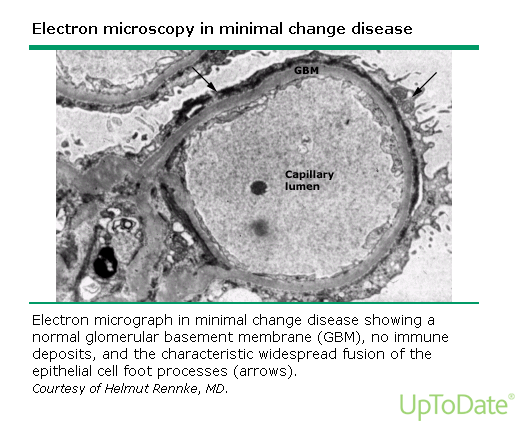 Electron microscopy in minimal change disease
GBM
Capillary
lumen
Electron micrograph in minimal change disease showing a
normal glomerular basement membrane (GBM), no immune
deposits, and the characteristic widespread fusion of the
epithelial cell foot processes (arrows).
Courtesy of Helmut Rennke, MD.
UpToDate®